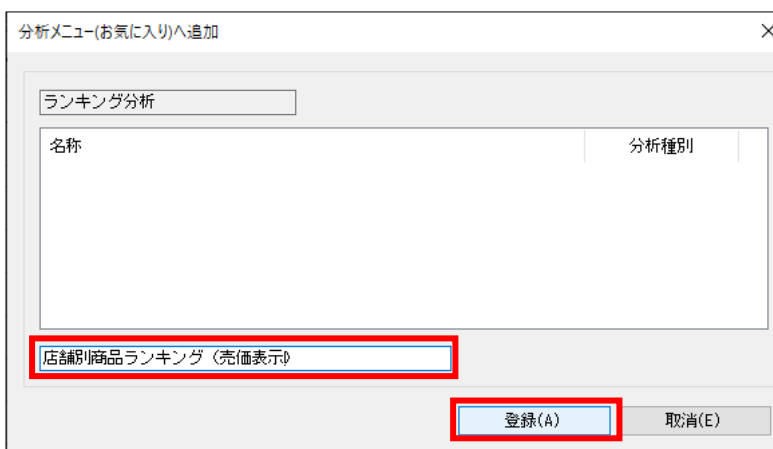 分析メニュー(お気に入り)へ追加
ランキング分析
名称 分析種別
店舗別商品ランキング（売価表示）
登録(A) 取消(E)